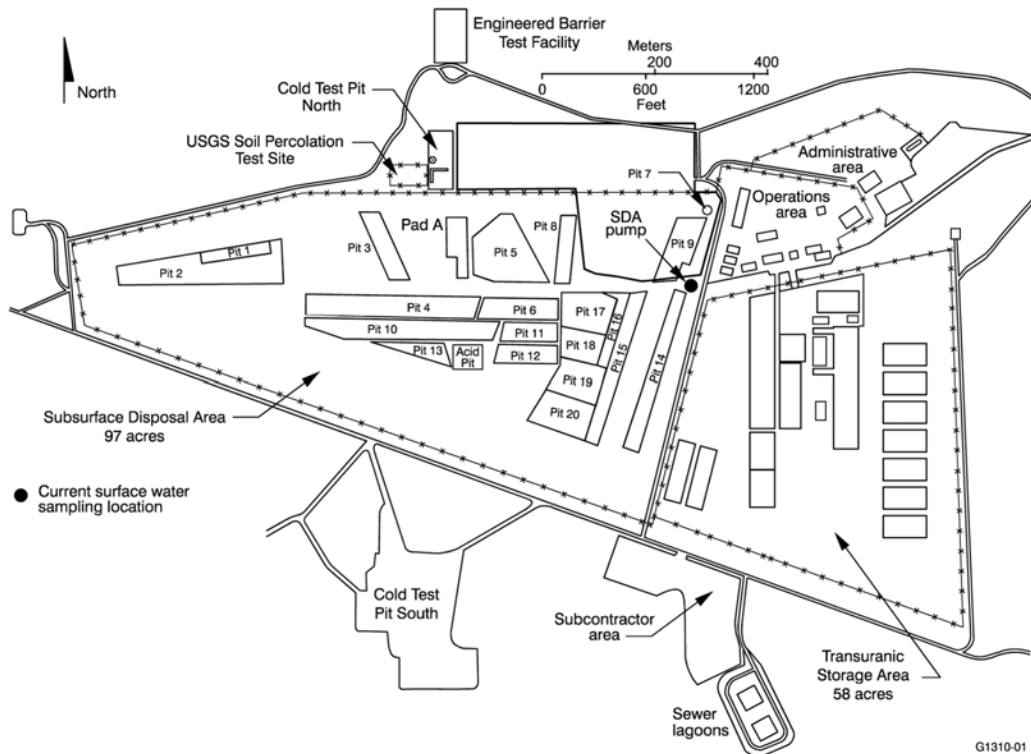 Engineered Barrier
Test Facility
Meters
200
400
0
600
1200
Feet
North
Cold Test Pit
North
USGS Soil Percolation
Test Site
Administrative
area
Operations
area
Pit 7
SDA
pump
Pit 9
Pit 8
Pit 5
Pad A
Pit 3
Pit 1
Pit 2
Pit 4
Pit 6
Pit 10
Pit 11
Pit 13
Acid
Pit
Pit 12
Pit 17
Pit 16
Pit 18
Pit 15
Pit 14
Pit 19
Pit 20
Subsurface Disposal Area
97 acres
Current surface water
sampling location
Cold Test
Pit South
Subcontractor
area
Transuranic
Storage Area
58 acres
Sewer
lagoons
G1310-01